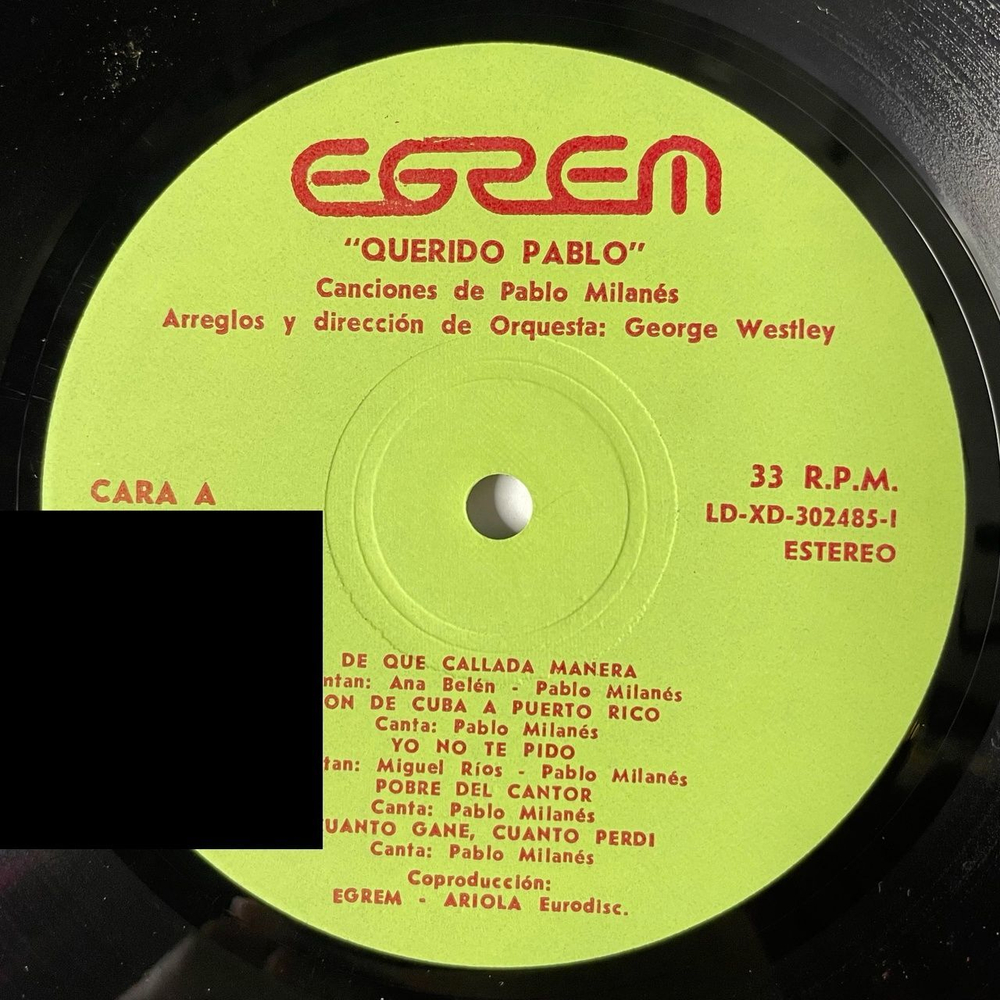 EGREM
"QUERIDO PABLO"
Canciones de Pablo Milanés
Arreglos y dirección de Orquesta: George Westley
CARA A
33 R.P.M.
LD-XD-302485-I
ESTEREO
DE QUE CALLADA MANERA
Ana Belén - Pablo Milanés
DE CUBA A PUERTO RICO
Canta: Pablo Milanés
YO NO TE PIDO
Miguel Ríos - Pablo Milanés
POBRE DEL CANTOR
Canta: Pablo Milanés
GANE, CUANTO PERDI
Canta: Pablo Milanés
Coproducción:
EGREM - ARIOLA Eurodisc.